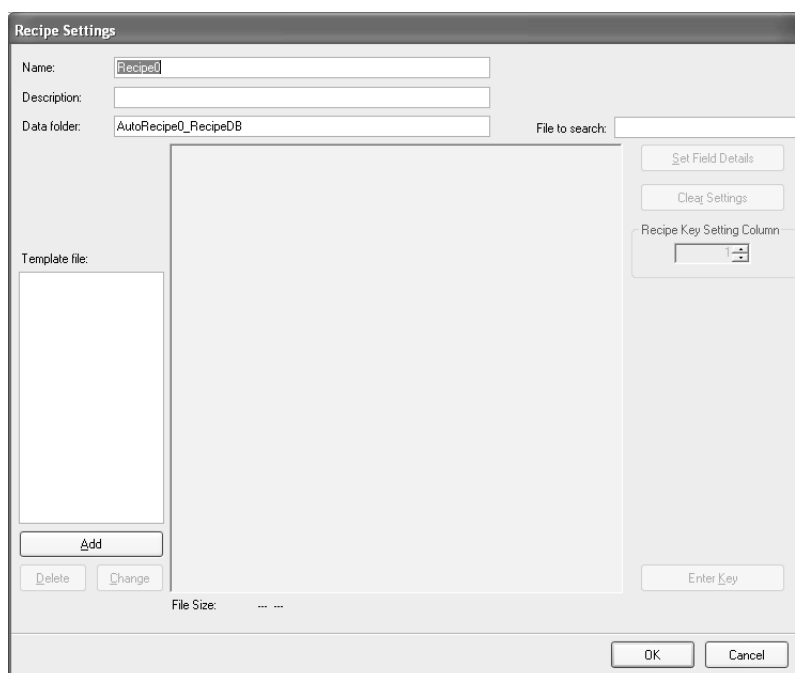 Recipe Settings
Name: Recipe0
Description:
Data folder: AutoRecipe0_RecipeDB File to search:
Set Field Details
Clear Settings
Recipe Key Setting Column
1
Template file:
Add
Delete Change
Enter Key
File Size: --- ---
OK Cancel